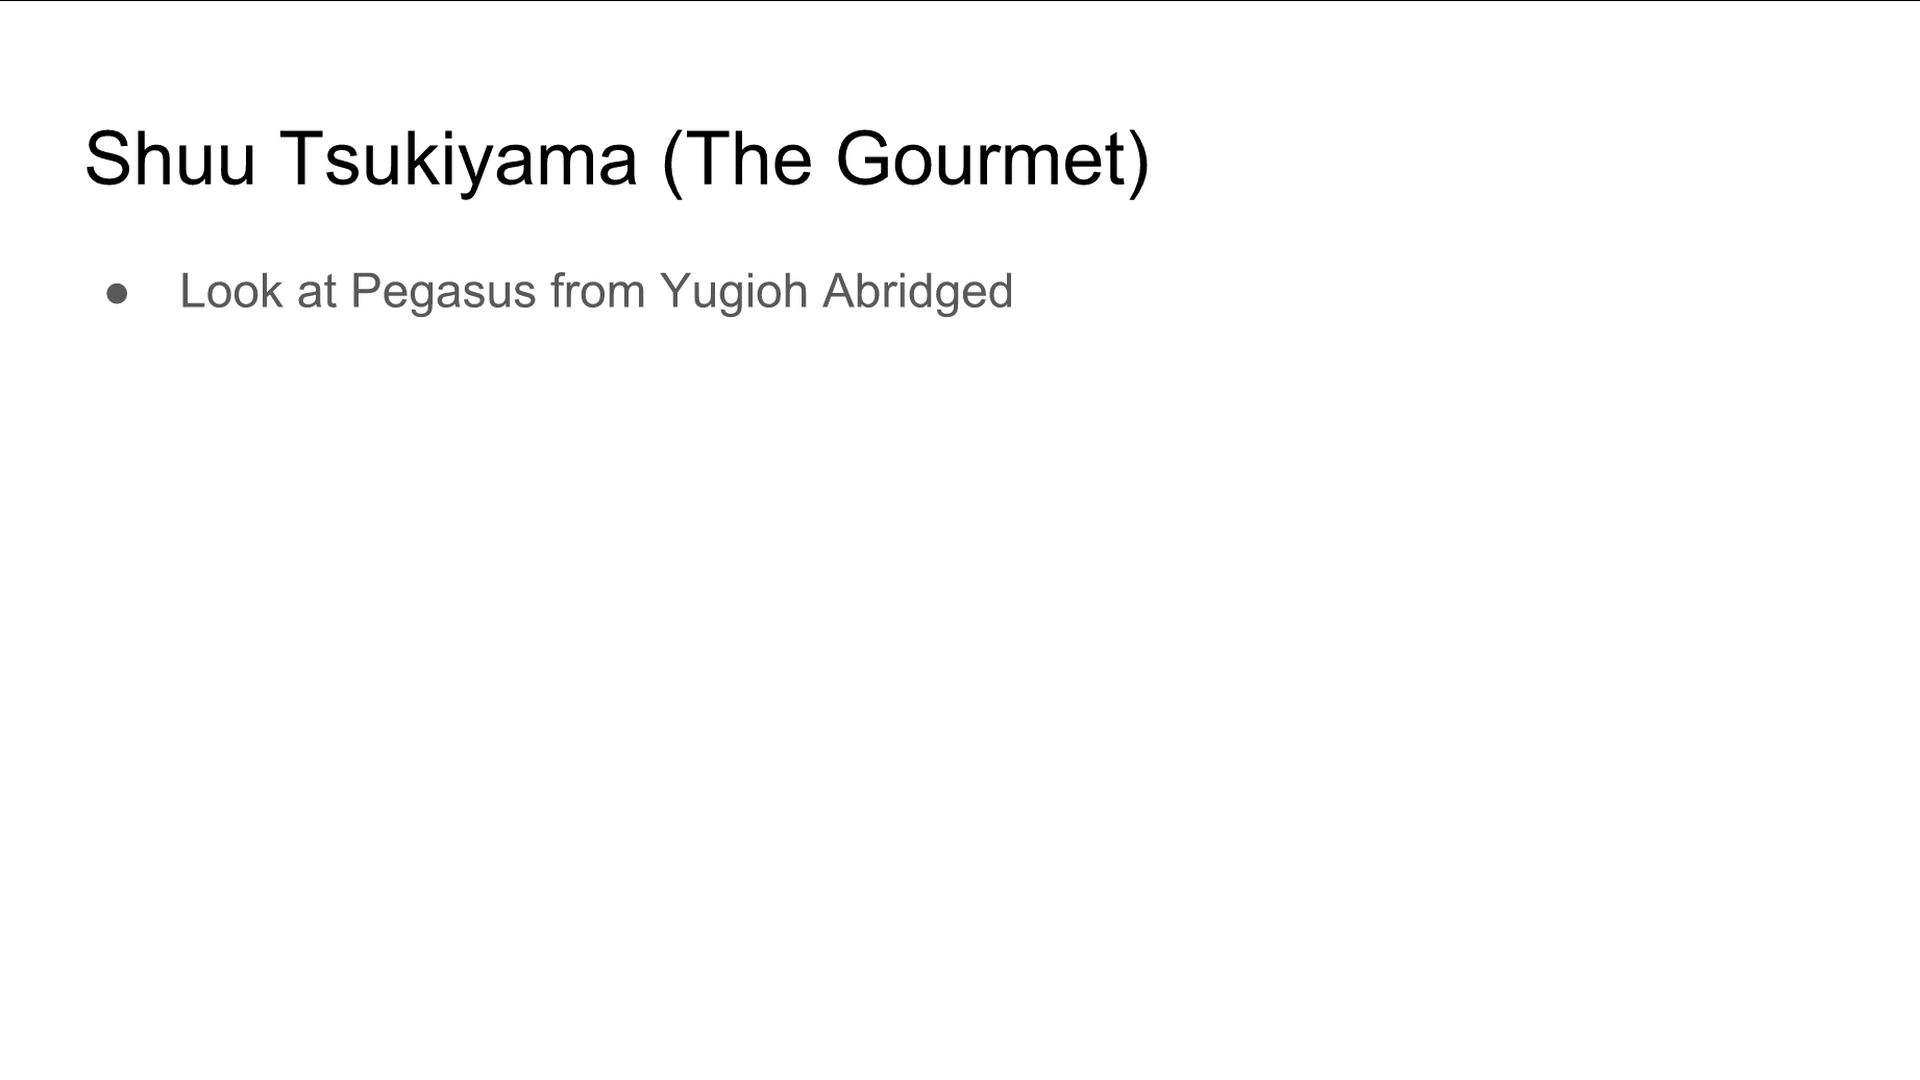 Shuu Tsukiyama (The Gourmet)
● Look at Pegasus from Yugioh Abridged